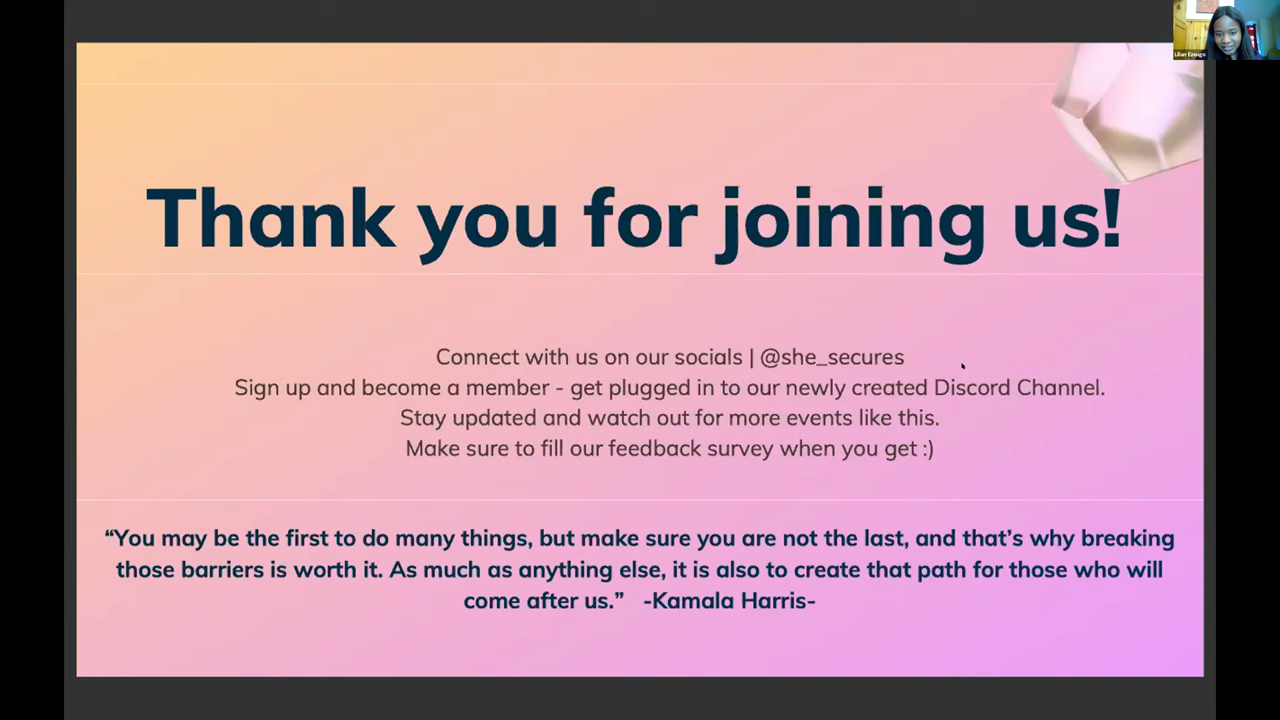 Lilian Ezeugo
Thank you for joining us!
Connect with us on our socials | @she_secures
Sign up and become a member - get plugged in to our newly created Discord Channel.
Stay updated and watch out for more events like this.
Make sure to fill our feedback survey when you get :)
“You may be the first to do many things, but make sure you are not the last, and that’s why breaking
those barriers is worth it. As much as anything else, it is also to create that path for those who will
come after us.” -Kamala Harris-